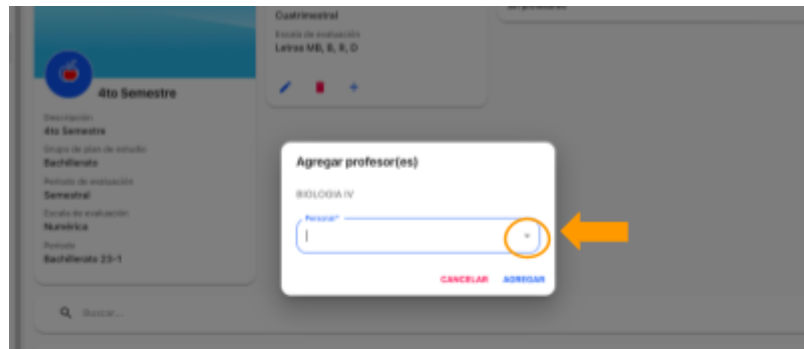 Cuatrimestral
Escala de evaluación
Letras MB, B, R, D
4to Semestre
Descripción
4to Semestre
Grupo de plan de estudio
Bachillerato
Periodo de evaluación
Semestral
Escala de evaluación
Numérica
Periodo
Bachillerato 23-1
Buscar...
Agregar profesor(es)
BIOLOGIA IV
Personal*
CANCELAR AGREGAR